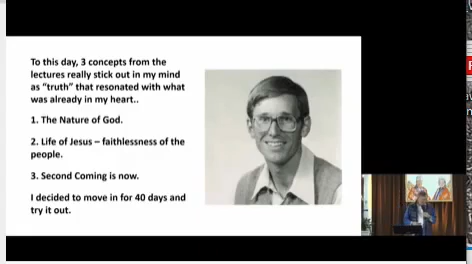 To this day, 3 concepts from the
lectures really stick out in my mind
as “truth” that resonated with what
was already in my heart..
1. The Nature of God.
2. Life of Jesus – faithlessness of the
people.
3. Second Coming is now.
I decided to move in for 40 days and
try it out.